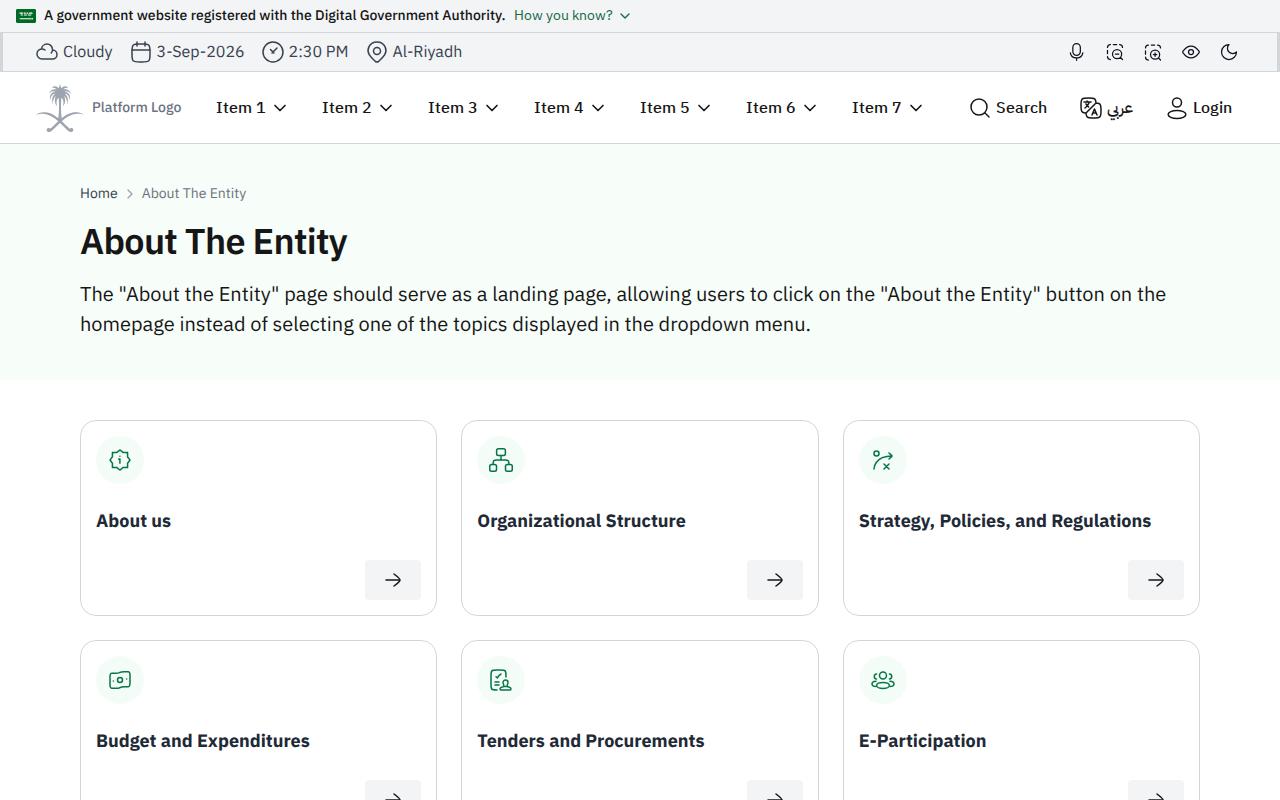 A government website registered with the Digital Government Authority. How you know?
Cloudy 3-Sep-2026 2:30 PM Al-Riyadh
Platform Logo Item 1 Item 2 Item 3 Item 4 Item 5 Item 6 Item 7 Search عربي Login
Home > About The Entity
About The Entity
The "About the Entity" page should serve as a landing page, allowing users to click on the "About the Entity" button on the
homepage instead of selecting one of the topics displayed in the dropdown menu.
About us
Organizational Structure
Strategy, Policies, and Regulations
Budget and Expenditures
Tenders and Procurements
E-Participation